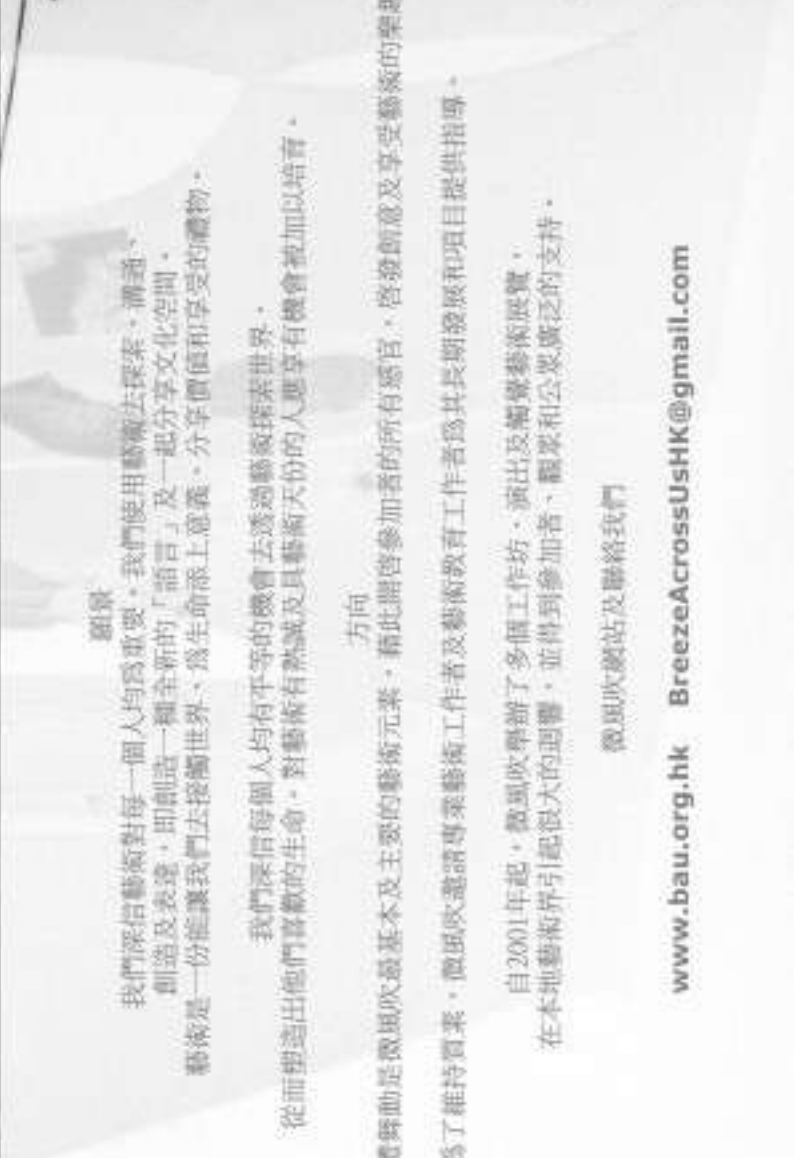 願景
我們深信藝術對每一個人均爲重要。我們使用藝術去探索、溝通、
創造及表達，即創造一種全新的「語言」及一起分享文化空間。
藝術是一份能讓我們去接觸世界、爲生命添上意義、分享價值和享受的禮物。
我們深信每個人均有平等的機會去透過藝術探索世界，
從而塑造出他們喜歡的生命。對藝術有熱誠及具藝術天份的人應享有機會被加以培育。
方向
體舞動是微風吹最基本及主要的藝術元素，藉此開啓參加者的所有感官，啓發創意及享受藝術的樂趣
爲了維持質素，微風吹邀請專業藝術工作者及藝術教育工作者爲其長期發展和項目提供指導。
自2001年起，微風吹舉辦了多個工作坊，演出及觸覺藝術展覽，
在本地藝術界引起很大的迴響，並得到參加者、觀眾和公眾廣泛的支持。
微風吹網站及聯絡我們
www.bau.org.hk BreezeAcrossUsHK@gmail.com